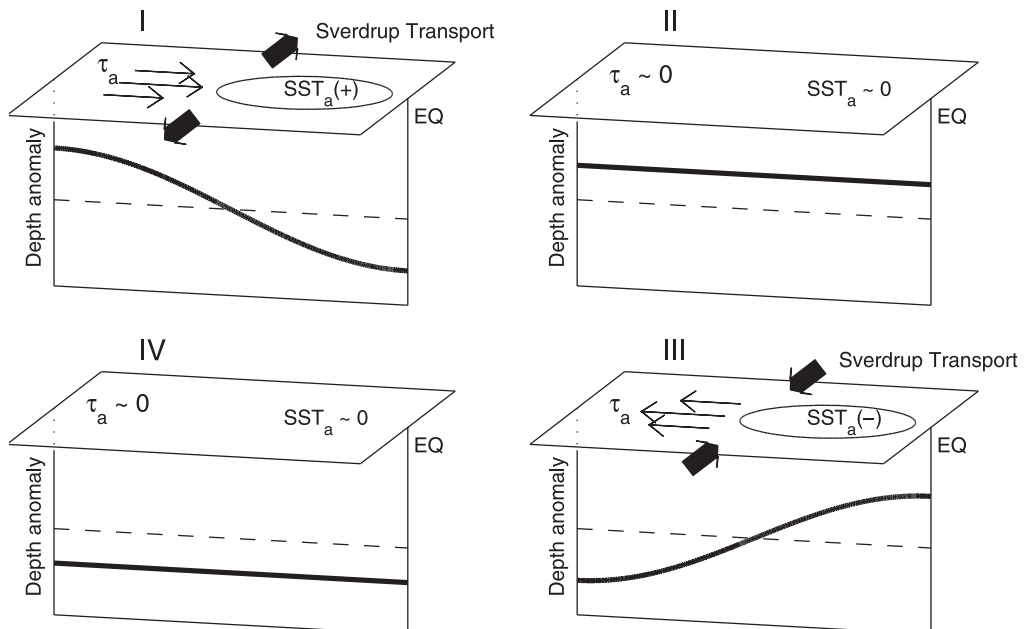 I
Sverdrup Transport
τa
SSTa(+)
EQ
Depth anomaly
II
τa ~ 0
SSTa ~ 0
EQ
Depth anomaly
IV
τa ~ 0
SSTa ~ 0
EQ
Depth anomaly
III
Sverdrup Transport
τa
SSTa(−)
EQ
Depth anomaly